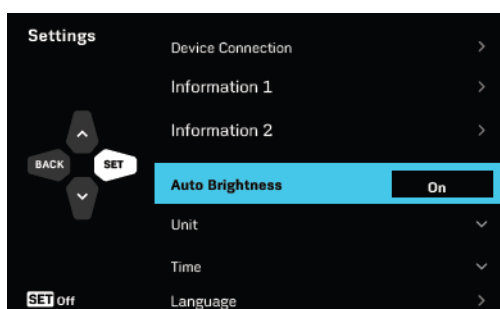 Settings
Device Connection
Information 1
Information 2
BACK SET
Auto Brightness On
Unit
Time
SET Off
Language